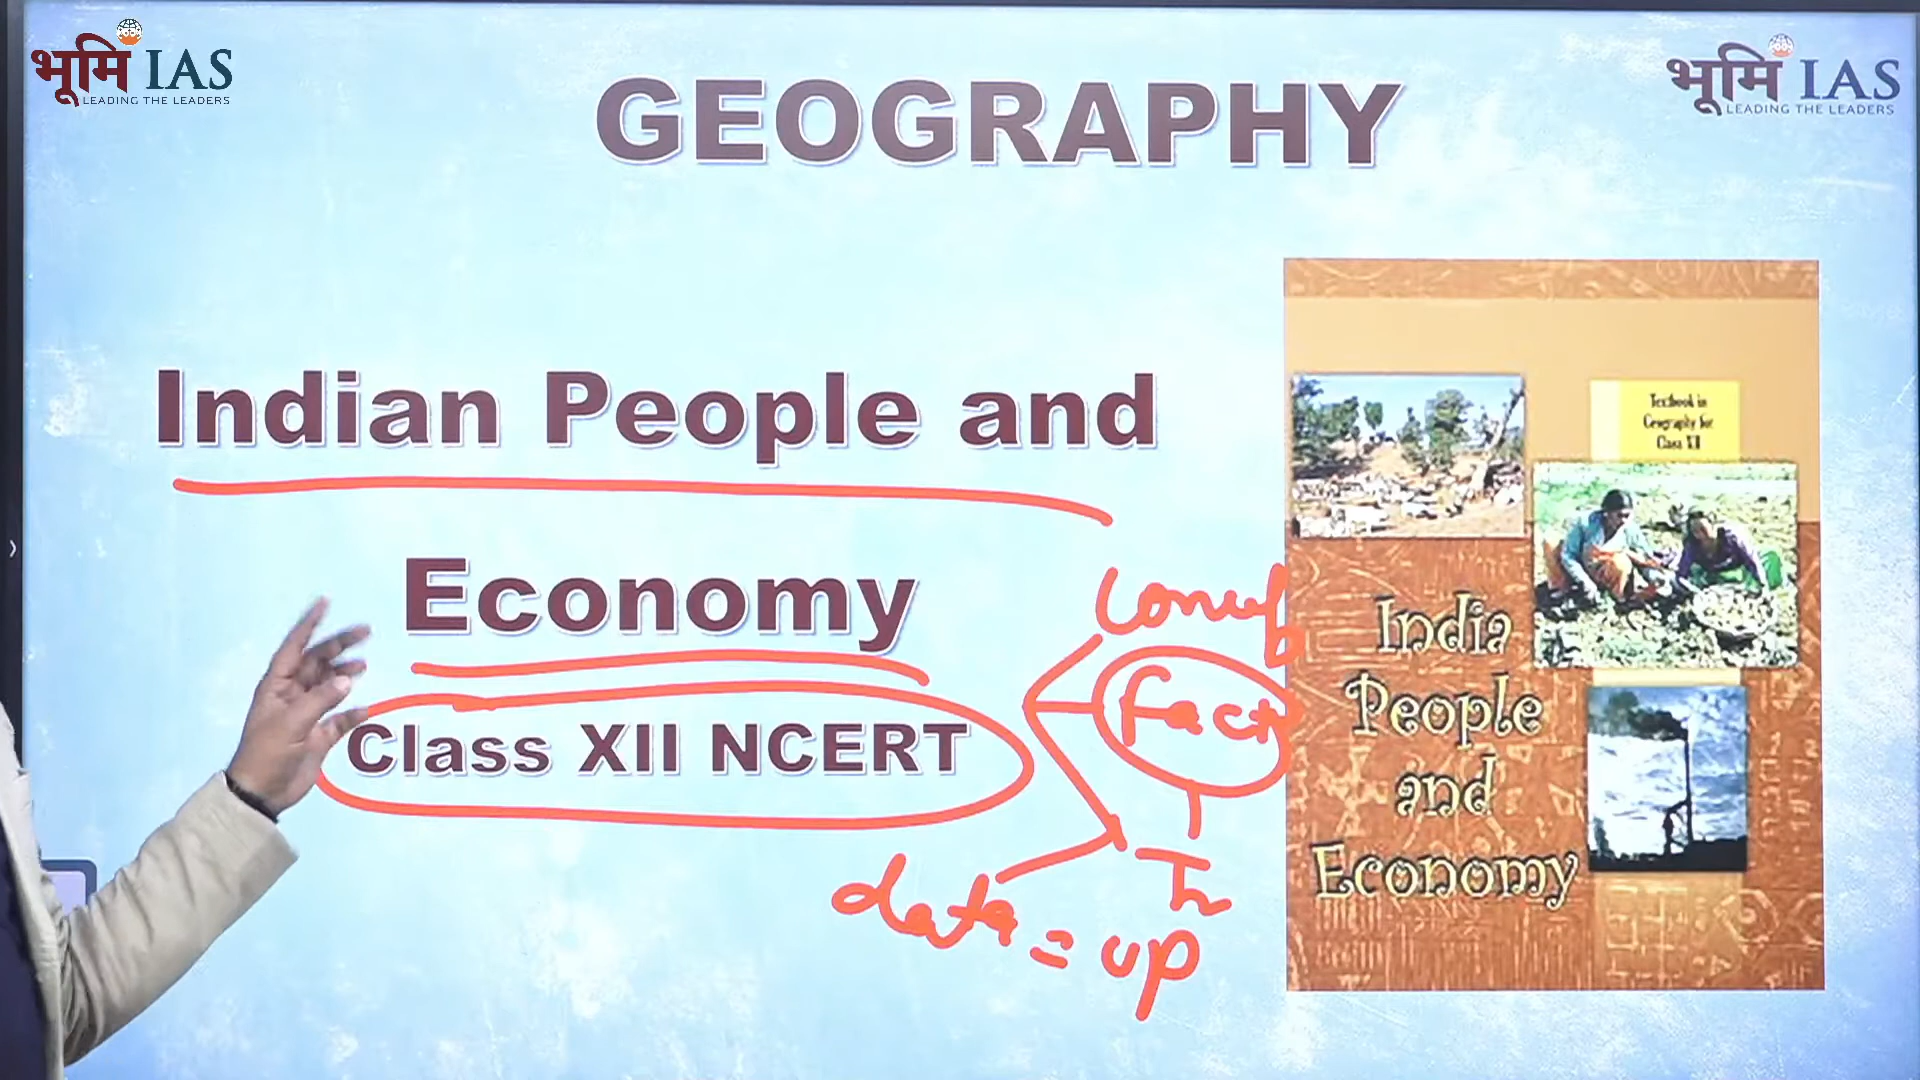 भूमि IAS
LEADING THE LEADERS
भूमि IAS
LEADING THE LEADERS
GEOGRAPHY
Indian People and
Economy
Class XII NCERT
fact
data = up
Textbook in
Geography for
Class XII
India
People
and
Economy